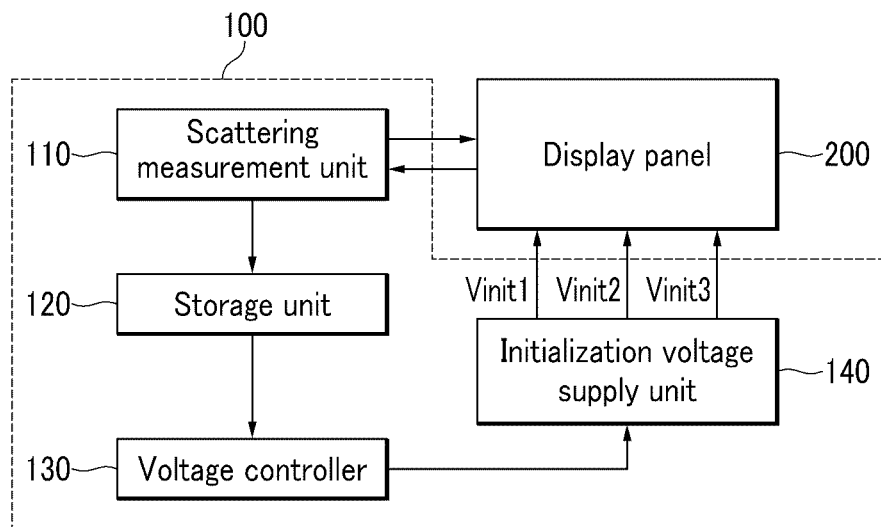 100
110
Scattering
measurement unit
Display panel
200
120
Storage unit
Vinit1 Vinit2 Vinit3
Initialization voltage
supply unit
140
130
Voltage controller